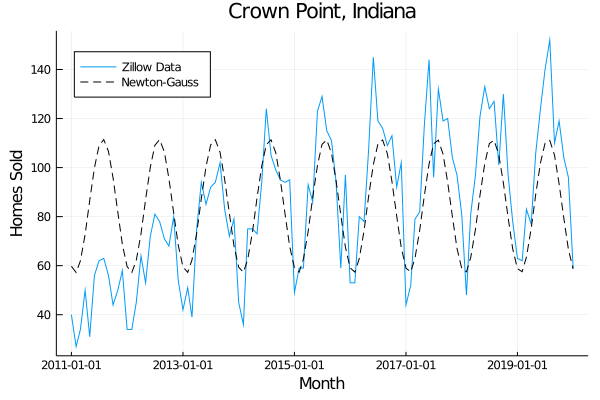 Crown Point, Indiana
Zillow Data
Newton-Gauss
Homes Sold
140
120
100
80
60
40
2011-01-01
2013-01-01
2015-01-01
2017-01-01
2019-01-01
Month